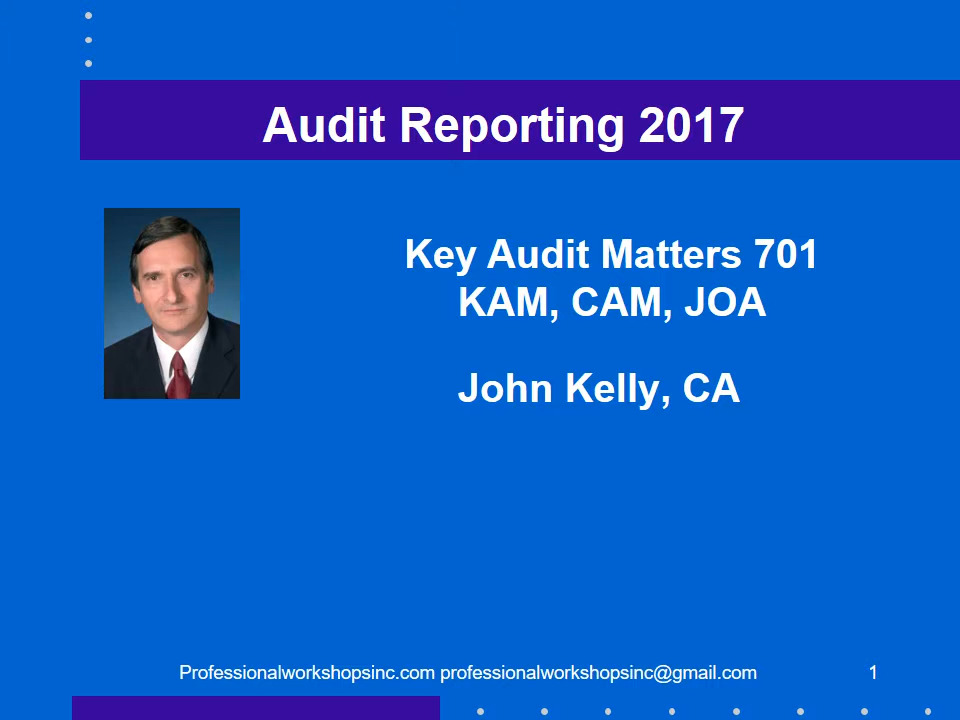 Audit Reporting 2017
Key Audit Matters 701
KAM, CAM, JOA
John Kelly, CA
Professionalworkshopsinc.com professionalworkshopsinc@gmail.com 1